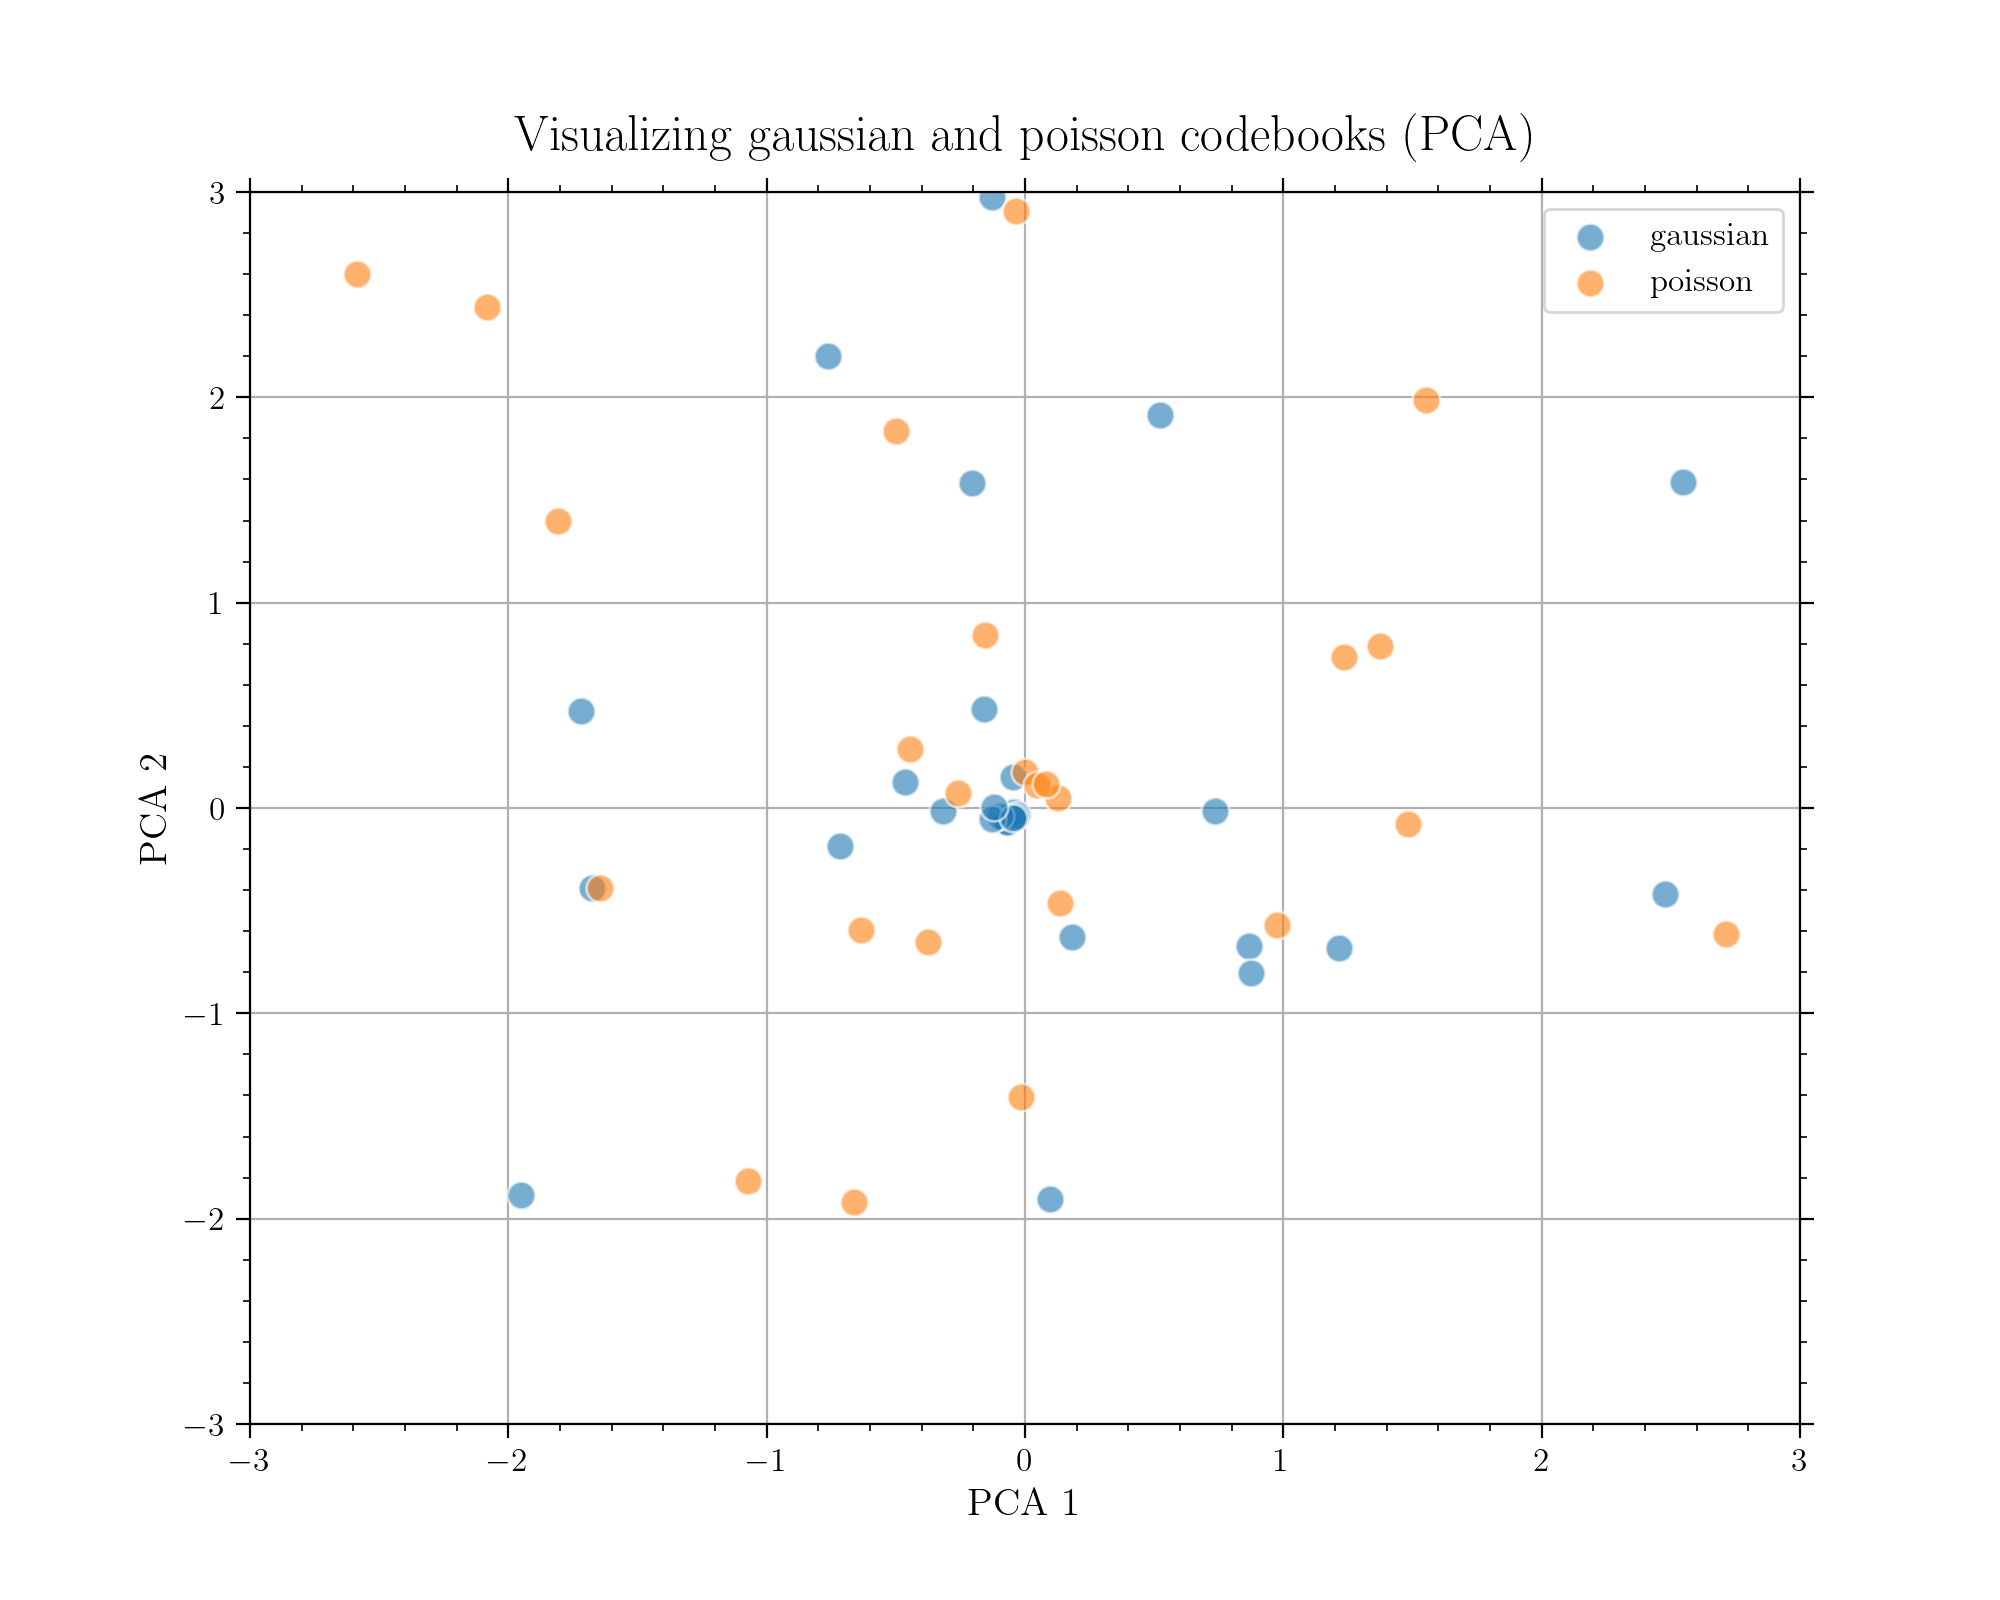 Visualizing gaussian and poisson codebooks (PCA)
gaussian
poisson
3
2
1
0
−1
−2
−3
PCA 2
−3 −2 −1 0 1 2 3
PCA 1